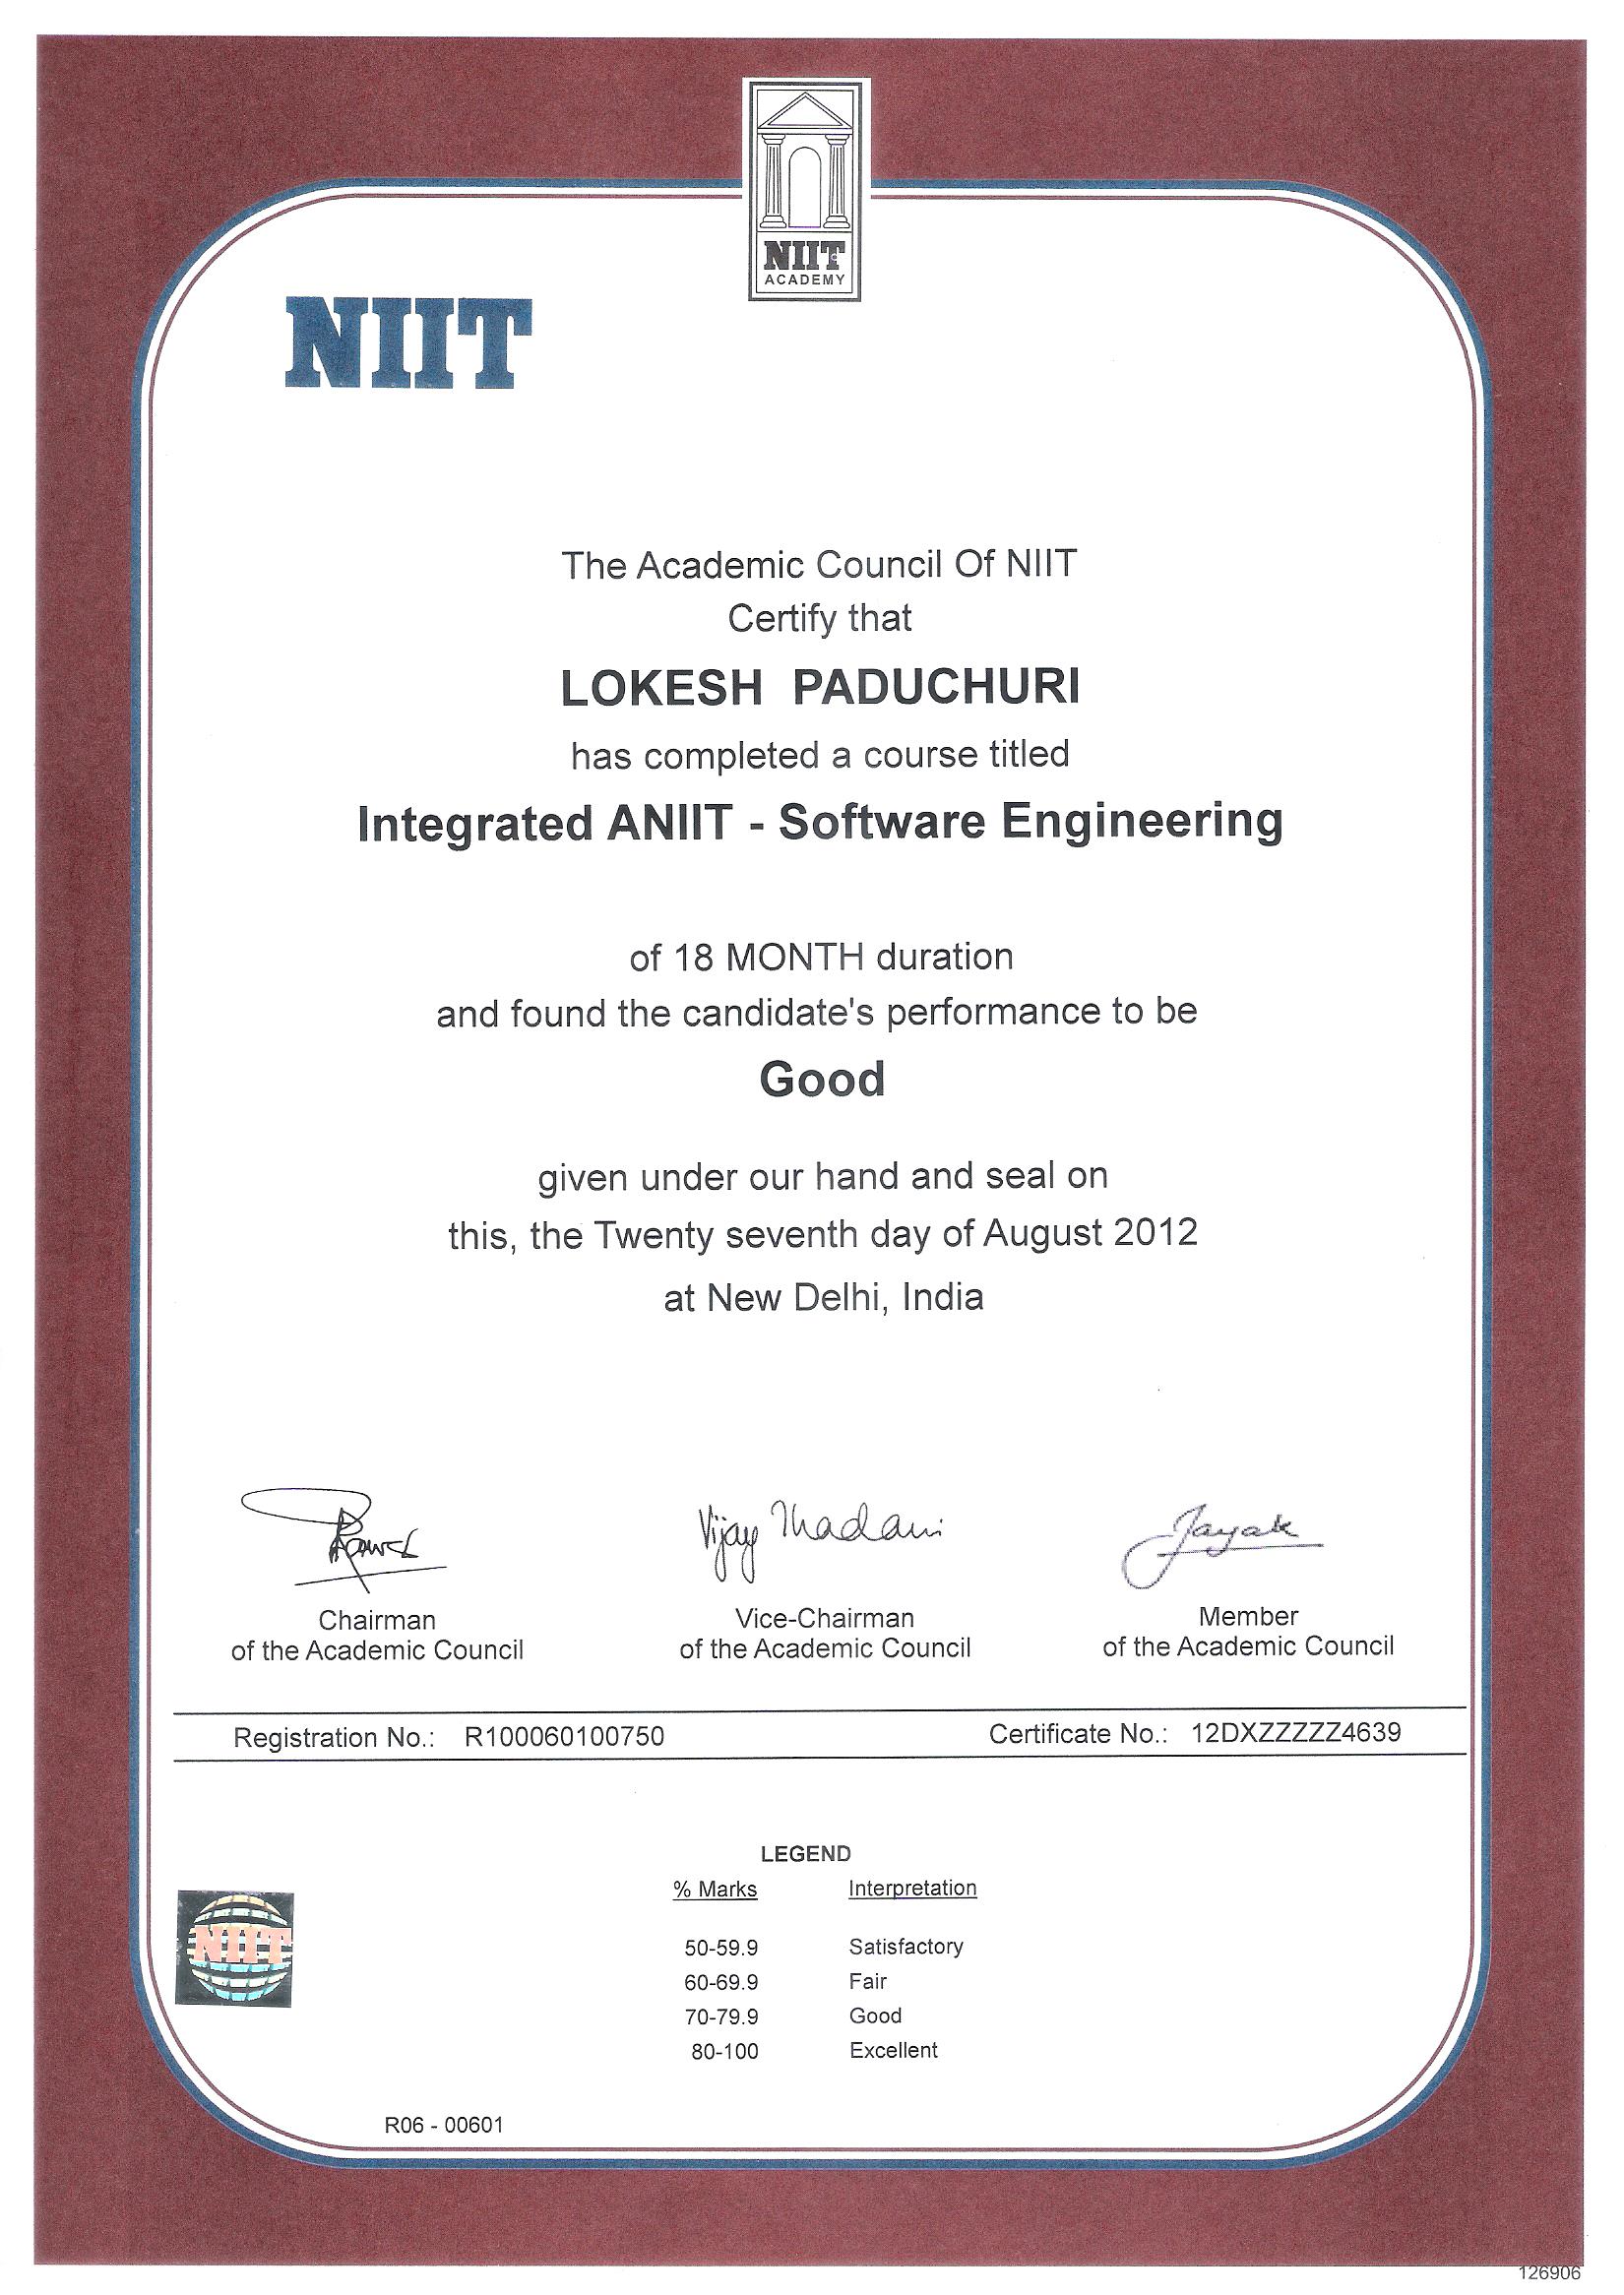 NIIT
ACADEMY
NIIT
The Academic Council Of NIIT
Certify that
LOKESH PADUCHURI
has completed a course titled
Integrated ANIIT - Software Engineering
of 18 MONTH duration
and found the candidate's performance to be
Good
given under our hand and seal on
this, the Twenty seventh day of August 2012
at New Delhi, India
Vijay Thadani
Chairman Vice-Chairman Member
of the Academic Council of the Academic Council of the Academic Council
Registration No.: R100060100750 Certificate No.: 12DXZZZZZ4639
LEGEND
% Marks Interpretation
50-59.9 Satisfactory
60-69.9 Fair
70-79.9 Good
80-100 Excellent
NIIT
R06 - 00601
126906